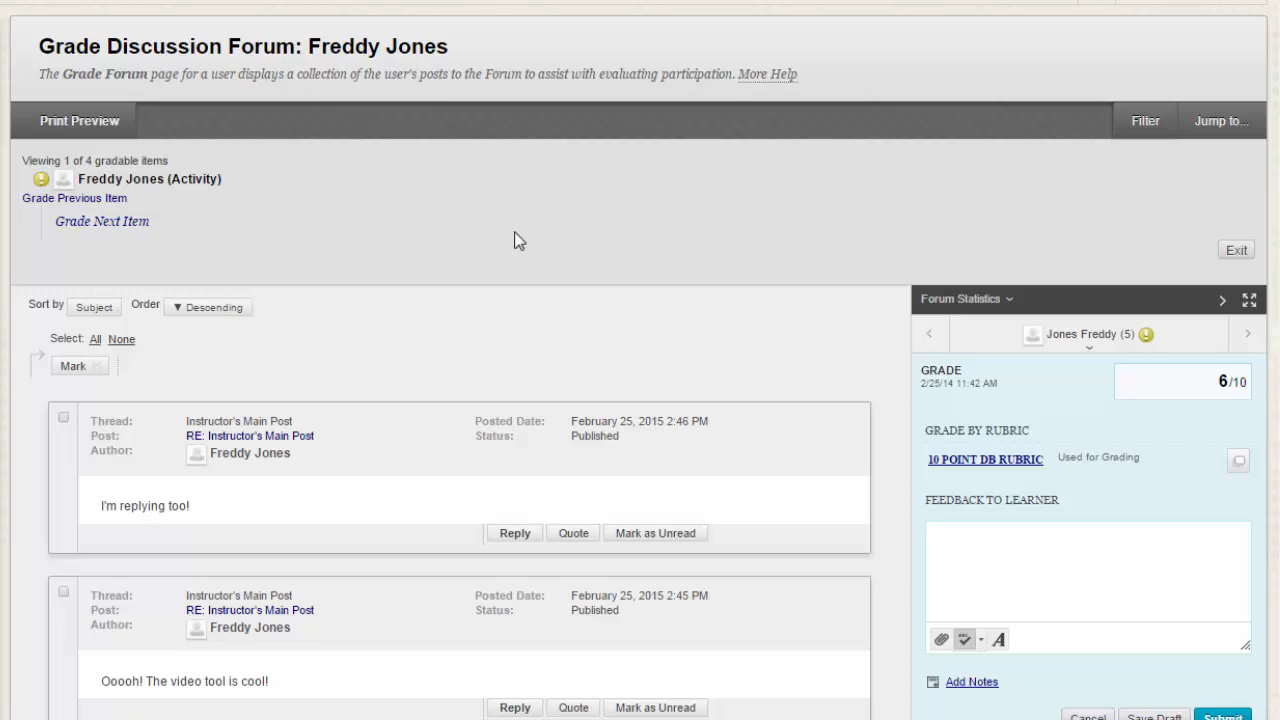 Grade Discussion Forum: Freddy Jones
The Grade Forum page for a user displays a collection of the user's posts to the Forum to assist with evaluating participation. More Help
Print Preview
Filter
Jump to...
Viewing 1 of 4 gradable items
Freddy Jones (Activity)
Grade Previous Item
Grade Next Item
Exit
Sort by Subject Order ▼ Descending
Select: All None
Mark
Thread: Instructor's Main Post Posted Date: February 25, 2015 2:46 PM
Post: RE: Instructor's Main Post Status: Published
Author: Freddy Jones
I'm replying too!
Reply Quote Mark as Unread
Thread: Instructor's Main Post Posted Date: February 25, 2015 2:45 PM
Post: RE: Instructor's Main Post Status: Published
Author: Freddy Jones
Ooooh! The video tool is cool!
Reply Quote Mark as Unread
Forum Statistics
Jones Freddy (5)
GRADE
2/25/14 11:42 AM
6/10
GRADE BY RUBRIC
10 POINT DB RUBRIC Used for Grading
FEEDBACK TO LEARNER
ABC
A
Add Notes
Cancel Save Draft Submit